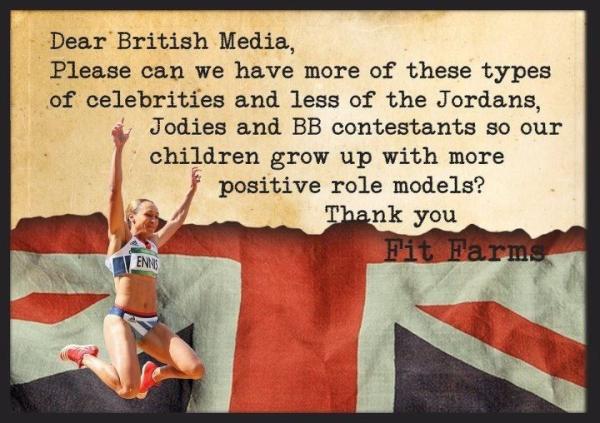 Dear British Media,
Please can we have more of these types
of celebrities and less of the Jordans,
Jodies and BB contestants so our
children grow up with more
positive role models?
Thank you
Fit Farms
ENNIS